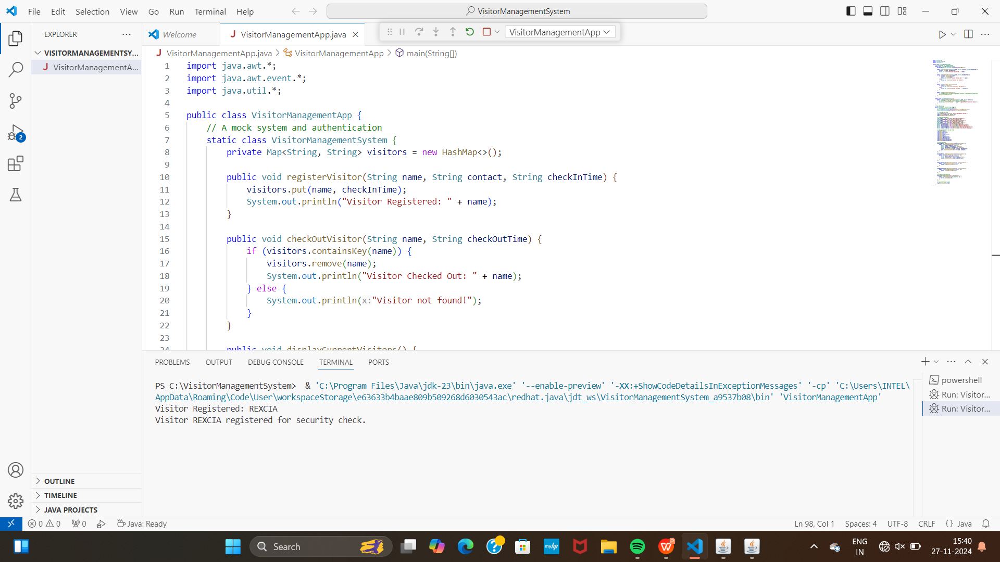 File Edit Selection View Go Run Terminal Help
VisitorManagementSystem
EXPLORER
Welcome
J VisitorManagementApp.java
VisitorManagementApp
VISITORMANAGEMENTSY...
J VisitorManagementA...
J VisitorManagementApp.java > VisitorManagementApp > main(String[])
1 import java.awt.*;
2 import java.awt.event.*;
3 import java.util.*;
4
5 public class VisitorManagementApp {
6 // A mock system and authentication
7 static class VisitorManagementSystem {
8 private Map<String, String> visitors = new HashMap<>();
9
10 public void registerVisitor(String name, String contact, String checkInTime) {
11 visitors.put(name, checkInTime);
12 System.out.println("Visitor Registered: " + name);
13 }
14
15 public void checkOutVisitor(String name, String checkOutTime) {
16 if (visitors.containsKey(name)) {
17 visitors.remove(name);
18 System.out.println("Visitor Checked Out: " + name);
19 } else {
20 System.out.println(x:"Visitor not found!");
21 }
22 }
23
24 public void displayCurrentVisitors() {
2
PROBLEMS OUTPUT DEBUG CONSOLE TERMINAL PORTS
PS C:\VisitorManagementSystem> & 'C:\Program Files\Java\jdk-23\bin\java.exe' '--enable-preview' '-XX:+ShowCodeDetailsInExceptionMessages' '-cp' 'C:\Users\INTEL\
AppData\Roaming\Code\User\workspaceStorage\e63633b4baae809b509268d6030543ac\redhat.java\jdt_ws\VisitorManagementSystem_a9537b08\bin' 'VisitorManagementApp'
Visitor Registered: REXCIA
Visitor REXCIA registered for security check.
powershell
Run: Visitor...
Run: Visitor...
OUTLINE
TIMELINE
JAVA PROJECTS
0 0 0 Java: Ready
Ln 98, Col 1 Spaces: 4 UTF-8 CRLF {} Java
Search
myhp
ENG
IN
15:40
27-11-2024